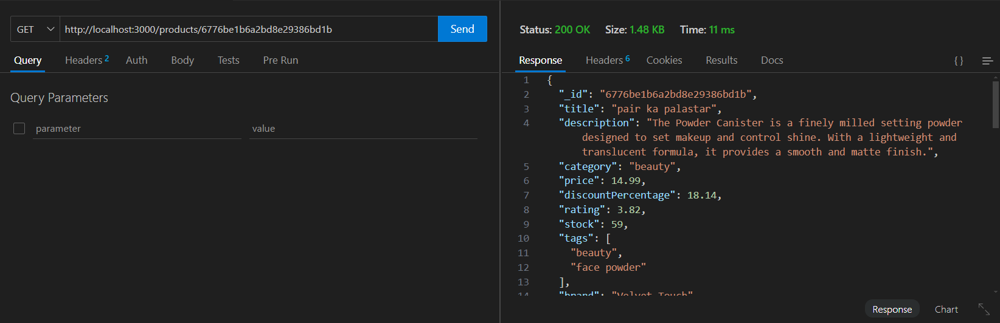 GET http://localhost:3000/products/6776be1b6a2bd8e29386bd1b Send
Query Headers 2 Auth Body Tests Pre Run
Query Parameters
parameter value
Status: 200 OK Size: 1.48 KB Time: 11 ms
Response Headers 6 Cookies Results Docs { }
1 {
2 "_id": "6776be1b6a2bd8e29386bd1b",
3 "title": "pair ka palastar",
4 "description": "The Powder Canister is a finely milled setting powder
designed to set makeup and control shine. With a lightweight and
translucent formula, it provides a smooth and matte finish.",
5 "category": "beauty",
6 "price": 14.99,
7 "discountPercentage": 18.14,
8 "rating": 3.82,
9 "stock": 59,
10 "tags": [
11 "beauty",
12 "face powder"
13 ],
14 "brand": "Velvet Touch"
Response Chart